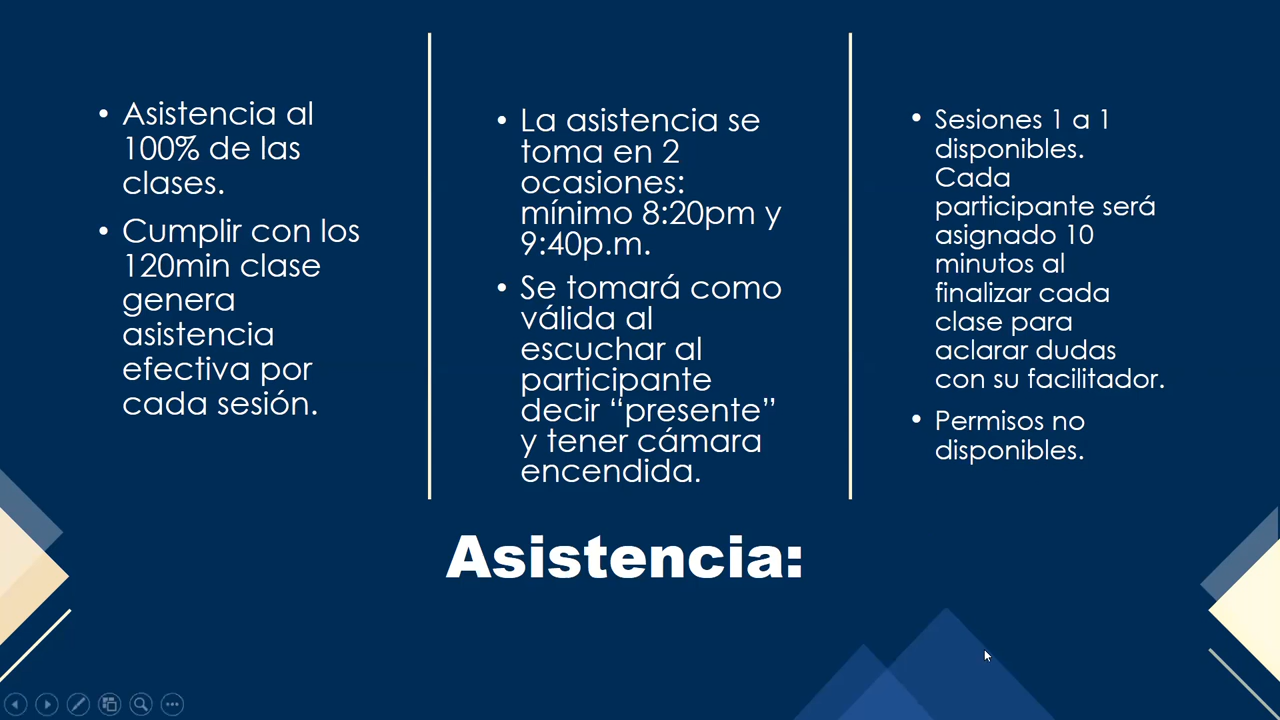 • Asistencia al
100% de las
clases.
• Cumplir con los
120min clase
genera
asistencia
efectiva por
cada sesión.
• La asistencia se
toma en 2
ocasiones:
mínimo 8:20pm y
9:40p.m.
• Se tomará como
válida al
escuchar al
participante
decir “presente”
y tener cámara
encendida.
• Sesiones 1 a 1
disponibles.
Cada
participante será
asignado 10
minutos al
finalizar cada
clase para
aclarar dudas
con su facilitador.
• Permisos no
disponibles.
Asistencia: